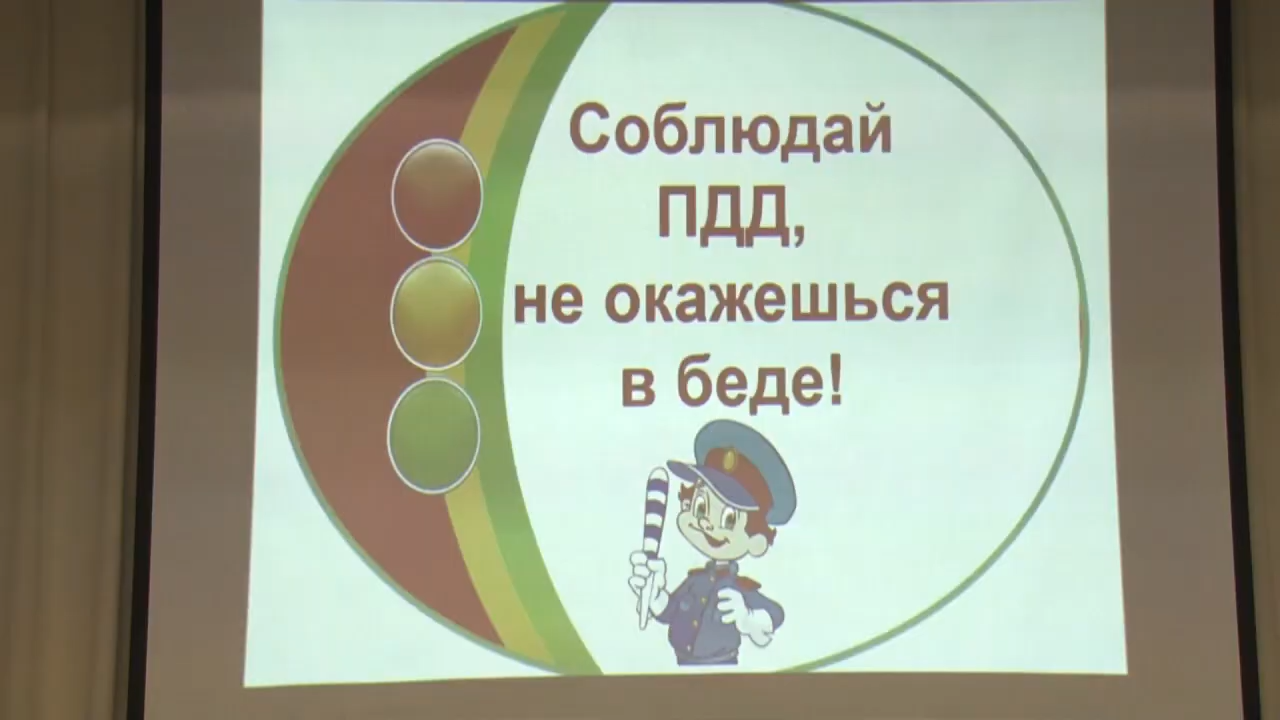 Соблюдай
ПДД,
не окажешься
в беде!